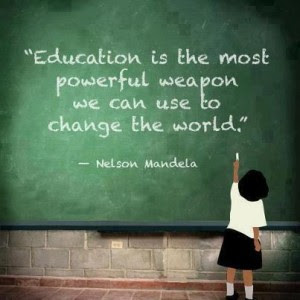 “Education is the most
powerful weapon
we can use to
change the world.”
— Nelson Mandela